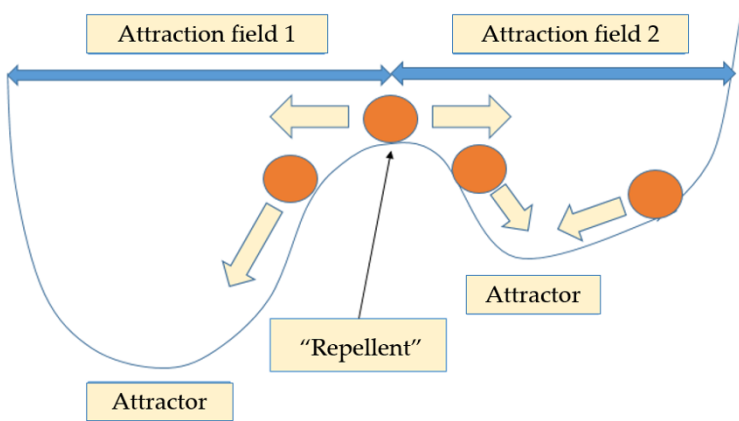 Attraction field 1
Attraction field 2
Attractor
“Repellent”
Attractor